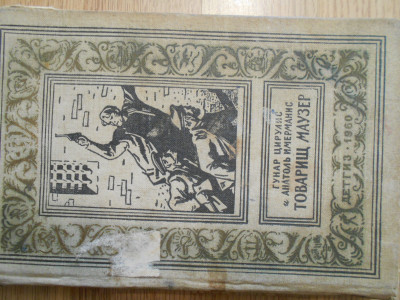 ГУНАР ЦИРУЛИС
и АНАТОЛЬ ИМЕРМАНИС
ТОВАРИЩ МАУЗЕР
ДЕТГИЗ-1960